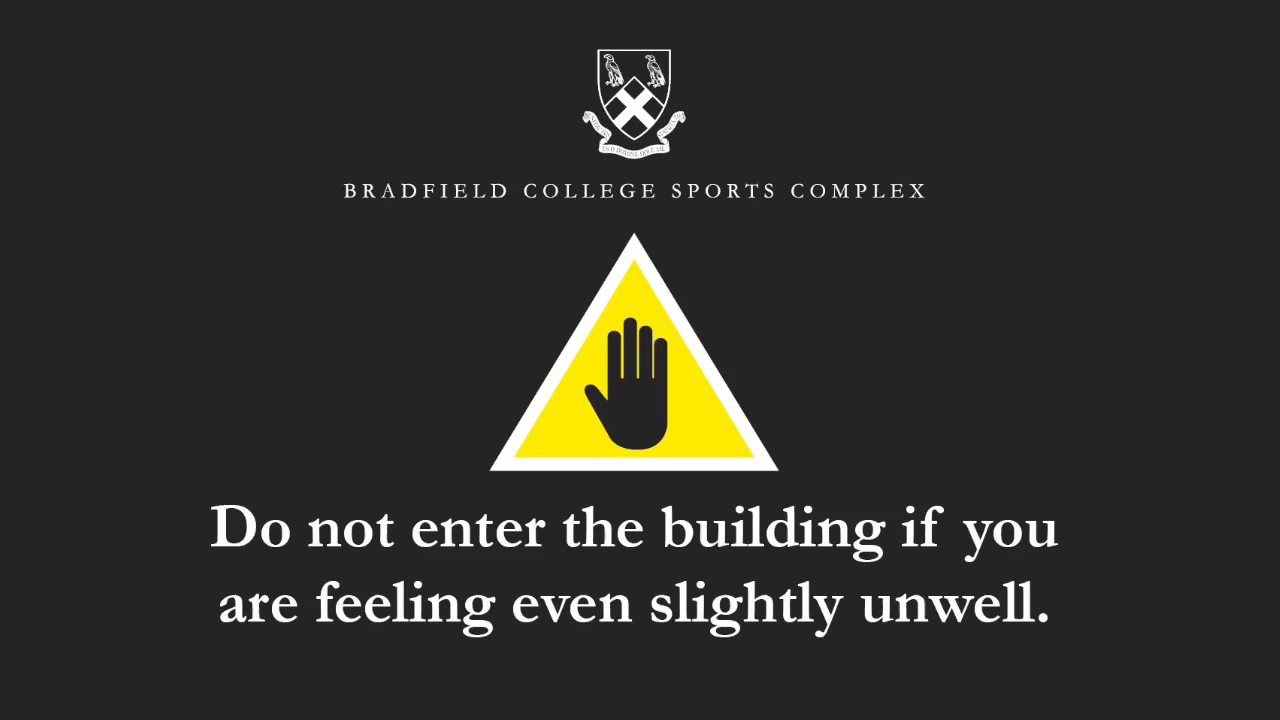 BRADFIELD COLLEGE SPORTS COMPLEX
Do not enter the building if you
are feeling even slightly unwell.